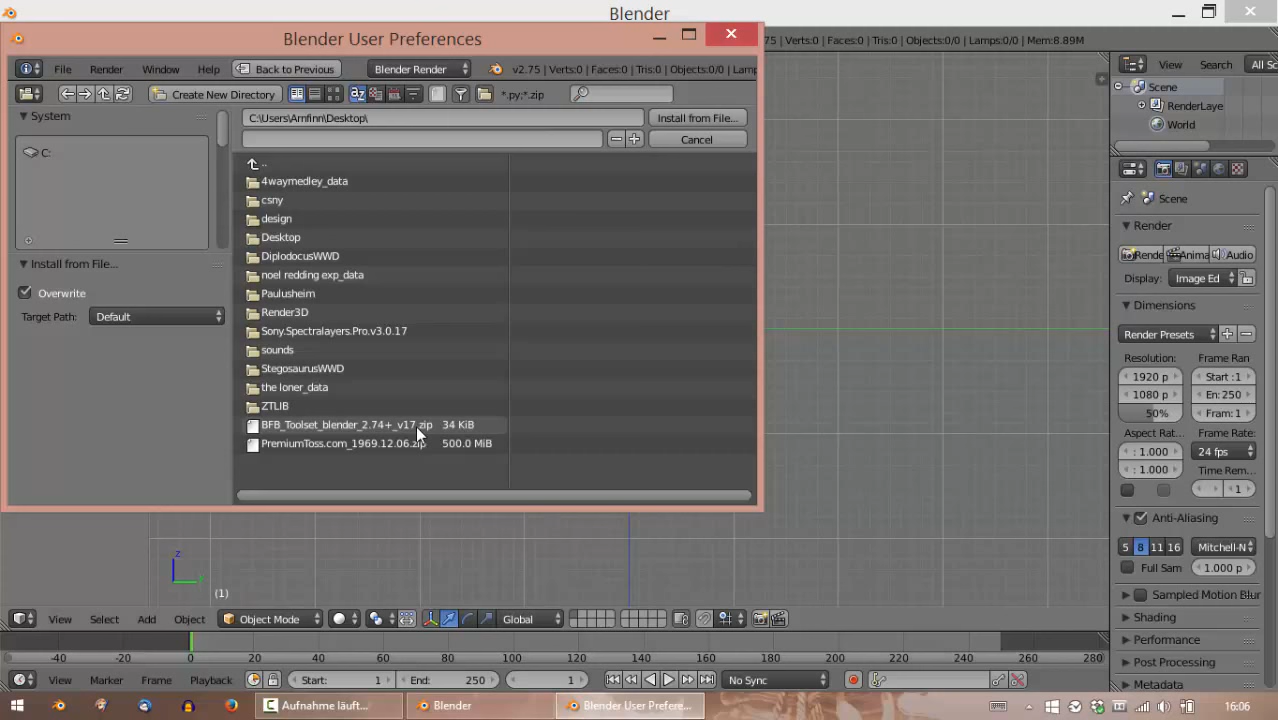 Blender
Blender User Preferences
File Render Window Help Back to Previous Blender Render v2.75 | Verts:0 | Faces:0 | Tris:0 | Objects:0/0 | Lamp
.75 | Verts:0 | Faces:0 | Tris:0 | Objects:0/0 | Lamps:0/0 | Mem:8.89M
View Search All Sc
Create New Directory *.py;*.zip
Scene
RenderLaye
World
System
C:
C:\Users\Arnfinn\Desktop\ Install from File...
Cancel
..
4waymedley_data
csny
design
Desktop
DiplodocusWWD
noel redding exp_data
Paulusheim
Render3D
Sony.Spectralayers.Pro.v3.0.17
sounds
StegosaurusWWD
the loner_data
ZTLIB
BFB_Toolset_blender_2.74+_v17.zip 34 KiB
PremiumToss.com_1969.12.06.zip 500.0 MiB
Install from File...
Overwrite
Target Path: Default
Scene
Render
Rende Anima Audio
Display: Image Ed
Dimensions
Render Presets
Resolution: Frame Ran
1920 p Start :1
1080 p En: 250
50% Fram: 1
Aspect Rat Frame Rate:
: 1.000 24 fps
: 1.000 Time Rem
: 1
Anti-Aliasing
5 8 11 16 Mitchell-N
Full Sam 1.000 p
Sampled Motion Blur
Shading
Performance
Post Processing
Metadata
z
(1)
View Select Add Object Object Mode Global
-40 -20 0 20 40 60 80 100 120 140 160 180 200 220 240 260 280
View Marker Frame Playback Start: 1 End: 250 1 No Sync
Aufnahme läuft... Blender Blender User Prefere... 16:06